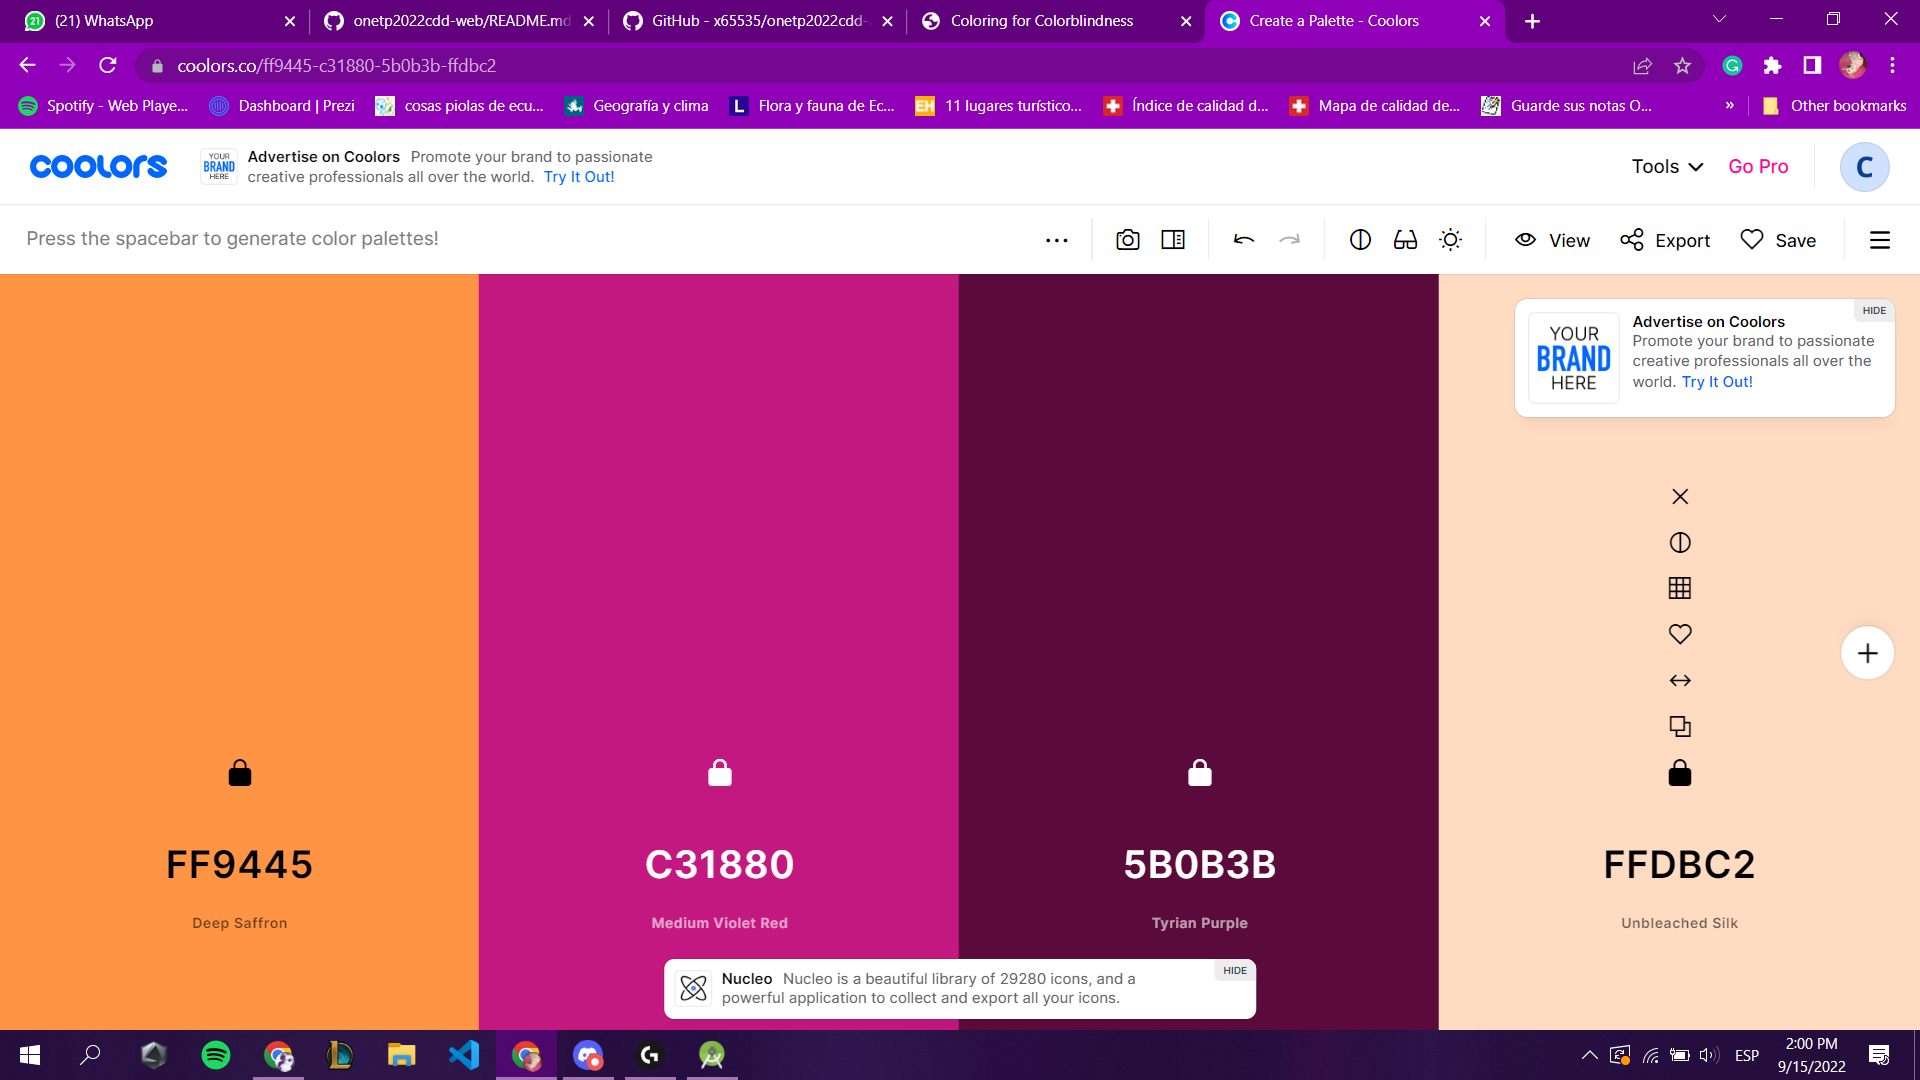 (21) WhatsApp
onetp2022cdd-web/README.md
GitHub - x65535/onetp2022cdd-
Coloring for Colorblindness
Create a Palette - Coolors
coolors.co/ff9445-c31880-5b0b3b-ffdbc2
Spotify - Web Playe...
Dashboard | Prezi
cosas piolas de ecu...
Geografía y clima
Flora y fauna de Ec...
11 lugares turístico...
Índice de calidad d...
Mapa de calidad de...
Guarde sus notas O...
»
Other bookmarks
coolors
YOUR
BRAND
HERE
Advertise on Coolors Promote your brand to passionate
creative professionals all over the world. Try It Out!
Tools
Go Pro
C
Press the spacebar to generate color palettes!
View
Export
Save
HIDE
YOUR
BRAND
HERE
Advertise on Coolors
Promote your brand to passionate
creative professionals all over the
world. Try It Out!
FF9445
Deep Saffron
C31880
Medium Violet Red
5B0B3B
Tyrian Purple
FFDBC2
Unbleached Silk
Nucleo Nucleo is a beautiful library of 29280 icons, and a
powerful application to collect and export all your icons.
HIDE
ESP
2:00 PM
9/15/2022